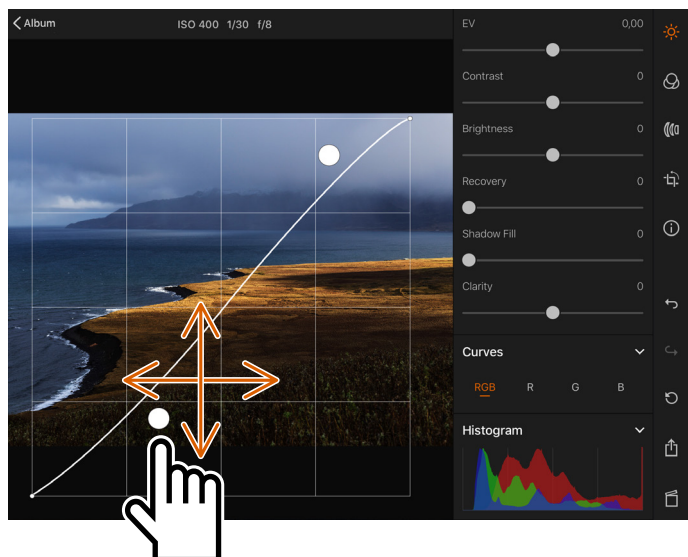 Album
ISO 400 1/30 f/8
EV 0,00
Contrast 0
Brightness 0
Recovery 0
Shadow Fill 0
Clarity 0
Curves
RGB R G B
Histogram